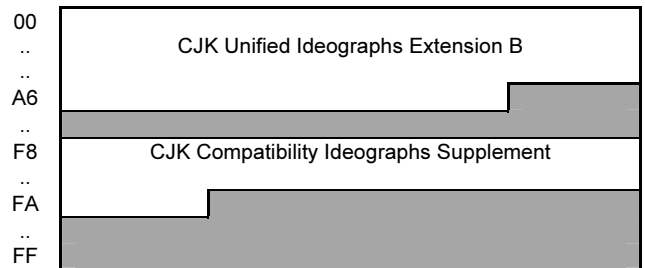 00
.. CJK Unified Ideographs Extension B
..
A6
..
F8 CJK Compatibility Ideographs Supplement
..
FA
..
FF